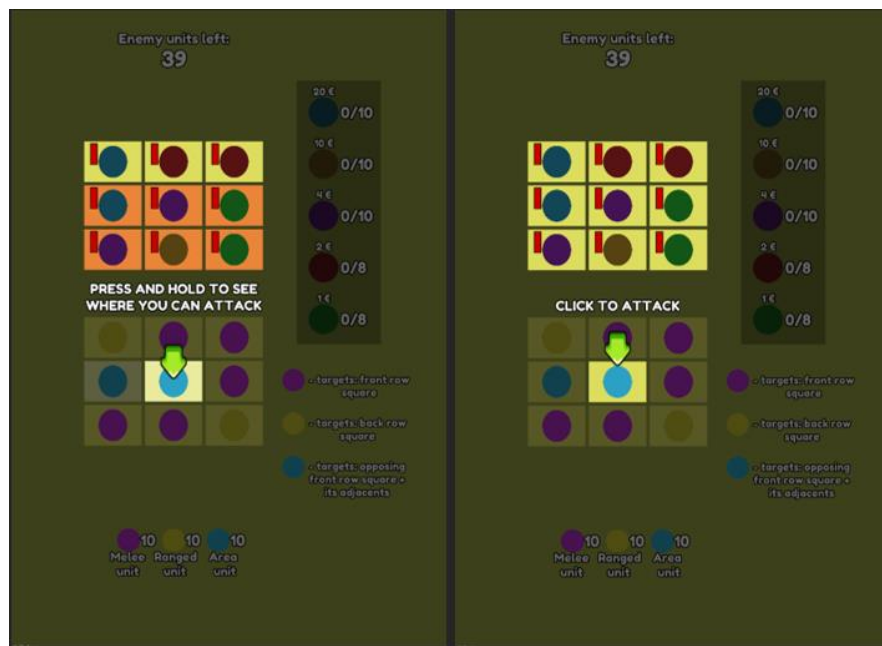 Enemy units left:
39
20 €
0/10
10 €
0/10
4 €
0/10
2 €
0/8
1 €
0/8
PRESS AND HOLD TO SEE
WHERE YOU CAN ATTACK
- targets: front row
square
- targets: back row
square
- targets: opposing
front row square +
its adjacents
10
10
10
Melee
unit
Ranged
unit
Area
unit
Enemy units left:
39
20 €
0/10
10 €
0/10
4 €
0/10
2 €
0/8
1 €
0/8
CLICK TO ATTACK
- targets: front row
square
- targets: back row
square
- targets: opposing
front row square +
its adjacents
10
10
10
Melee
unit
Ranged
unit
Area
unit